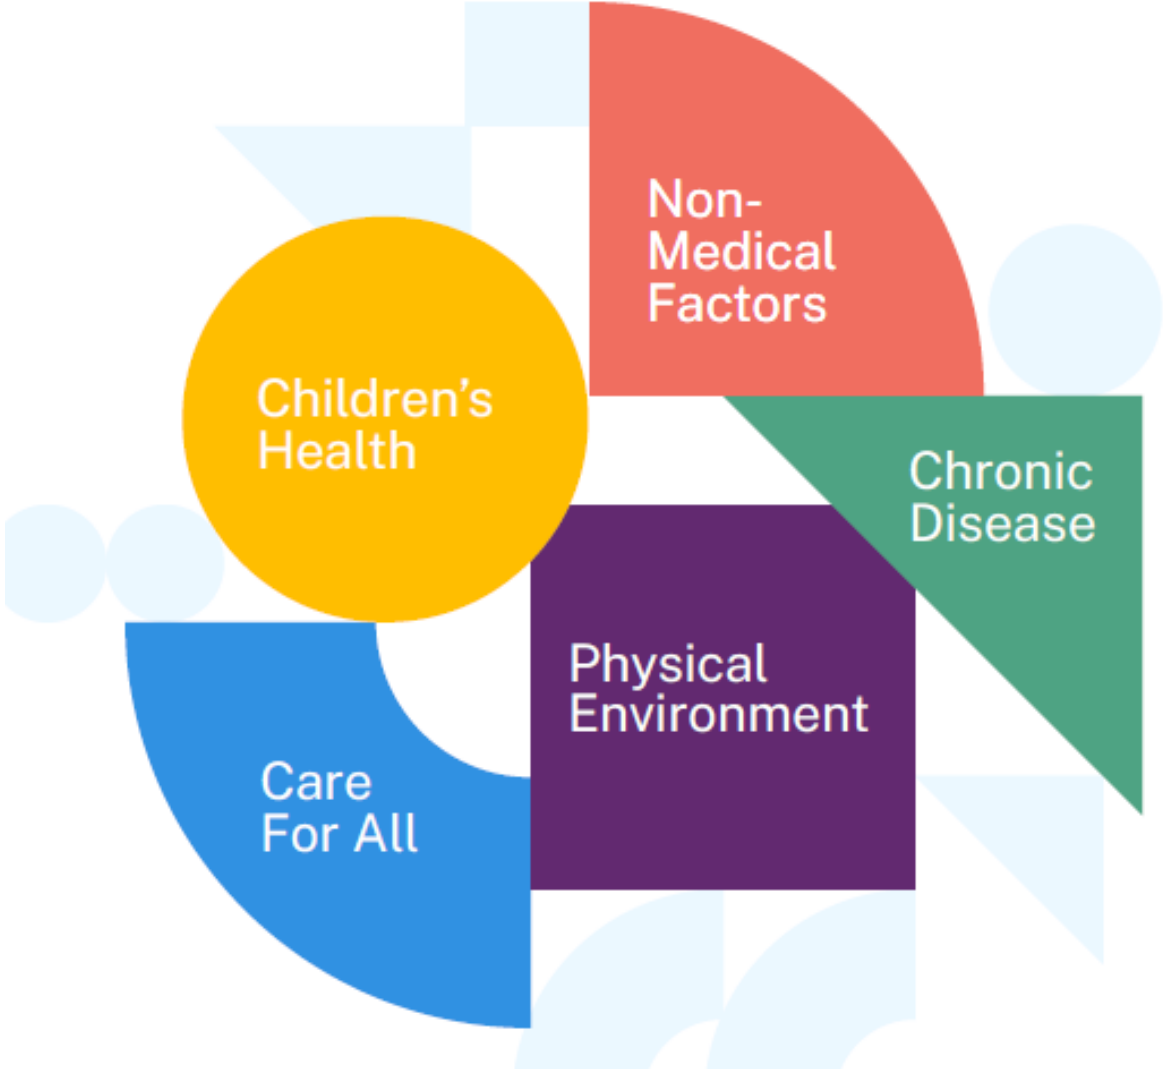 Non-
Medical
Factors
Children’s
Health
Chronic
Disease
Physical
Environment
Care
For All